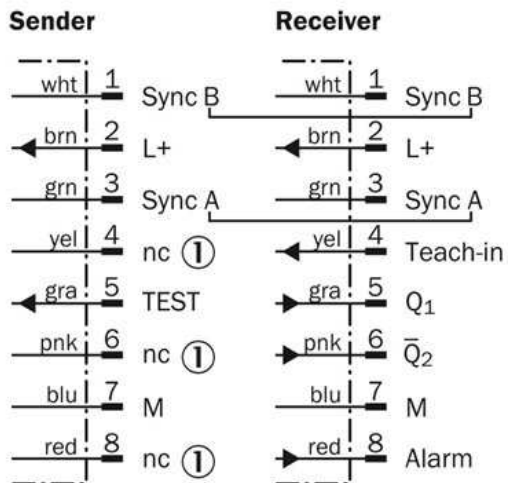 Sender
wht 1 Sync B
brn 2 L+
grn 3 Sync A
yel 4 nc ①
gra 5 TEST
pnk 6 nc ①
blu 7 M
red 8 nc ①
Receiver
wht 1 Sync B
brn 2 L+
grn 3 Sync A
yel 4 Teach-in
gra 5 Q₁
pnk 6 Q̅₂
blu 7 M
red 8 Alarm